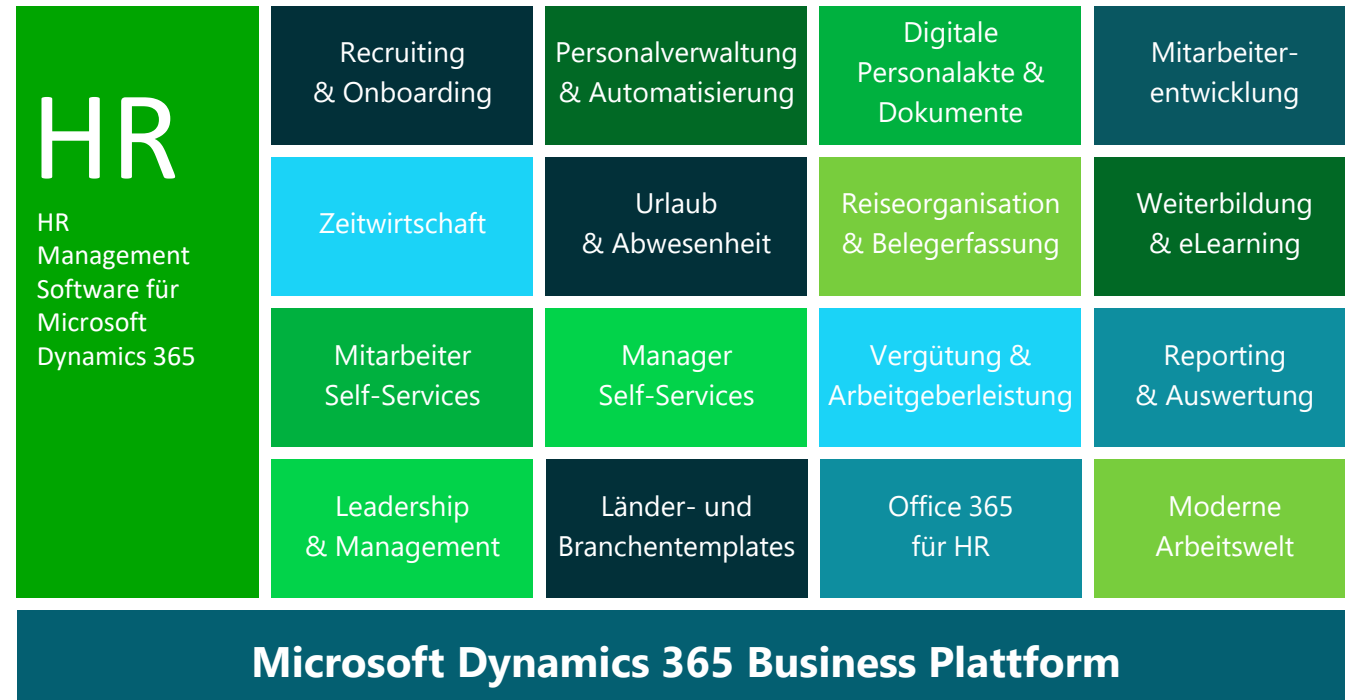 HR
HR
Management
Software für
Microsoft
Dynamics 365
Recruiting
& Onboarding
Personalverwaltung
& Automatisierung
Digitale
Personalakte &
Dokumente
Mitarbeiter-
entwicklung
Zeitwirtschaft
Urlaub
& Abwesenheit
Reiseorganisation
& Belegerfassung
Weiterbildung
& eLearning
Mitarbeiter
Self-Services
Manager
Self-Services
Vergütung &
Arbeitgeberleistung
Reporting
& Auswertung
Leadership
& Management
Länder- und
Branchentemplates
Office 365
für HR
Moderne
Arbeitswelt
Microsoft Dynamics 365 Business Plattform